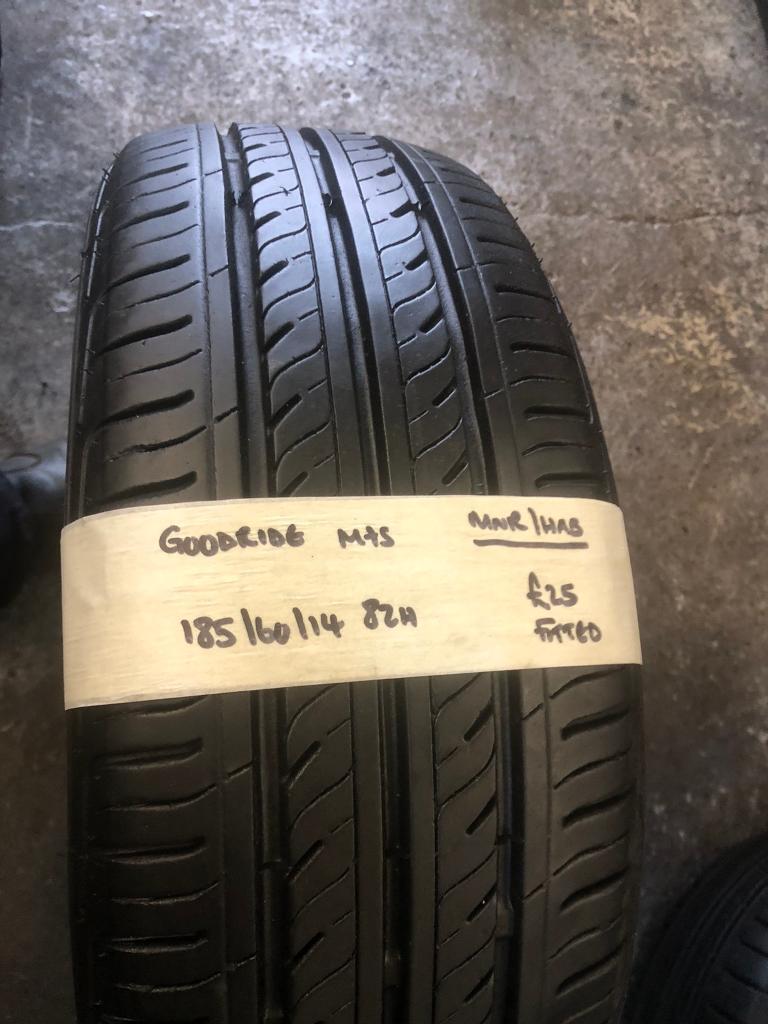 GOODRIDE M+S MNR/HAB
185/60/14 82H £25
FITTED